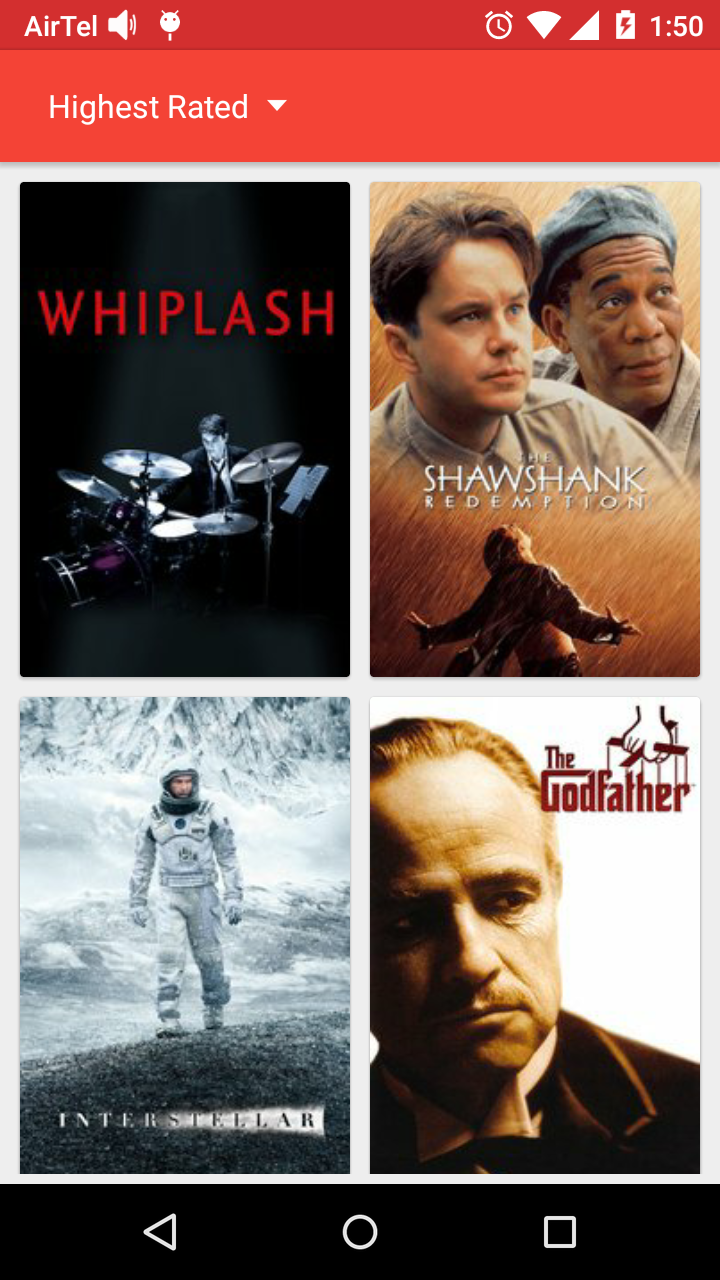 AirTel 1:50
Highest Rated
WHIPLASH
THE
SHAWSHANK
REDEMPTION
The
Godfather
INTERSTELLAR